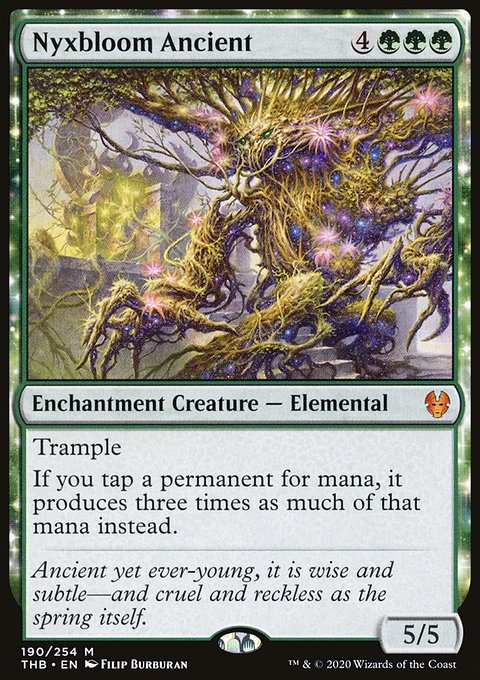 Nyxbloom Ancient 4
Enchantment Creature — Elemental
Trample
If you tap a permanent for mana, it
produces three times as much of that
mana instead.
Ancient yet ever-young, it is wise and
subtle—and cruel and reckless as the
spring itself.
5/5
190/254 M
THB • EN Filip Burburan
™ & © 2020 Wizards of the Coast